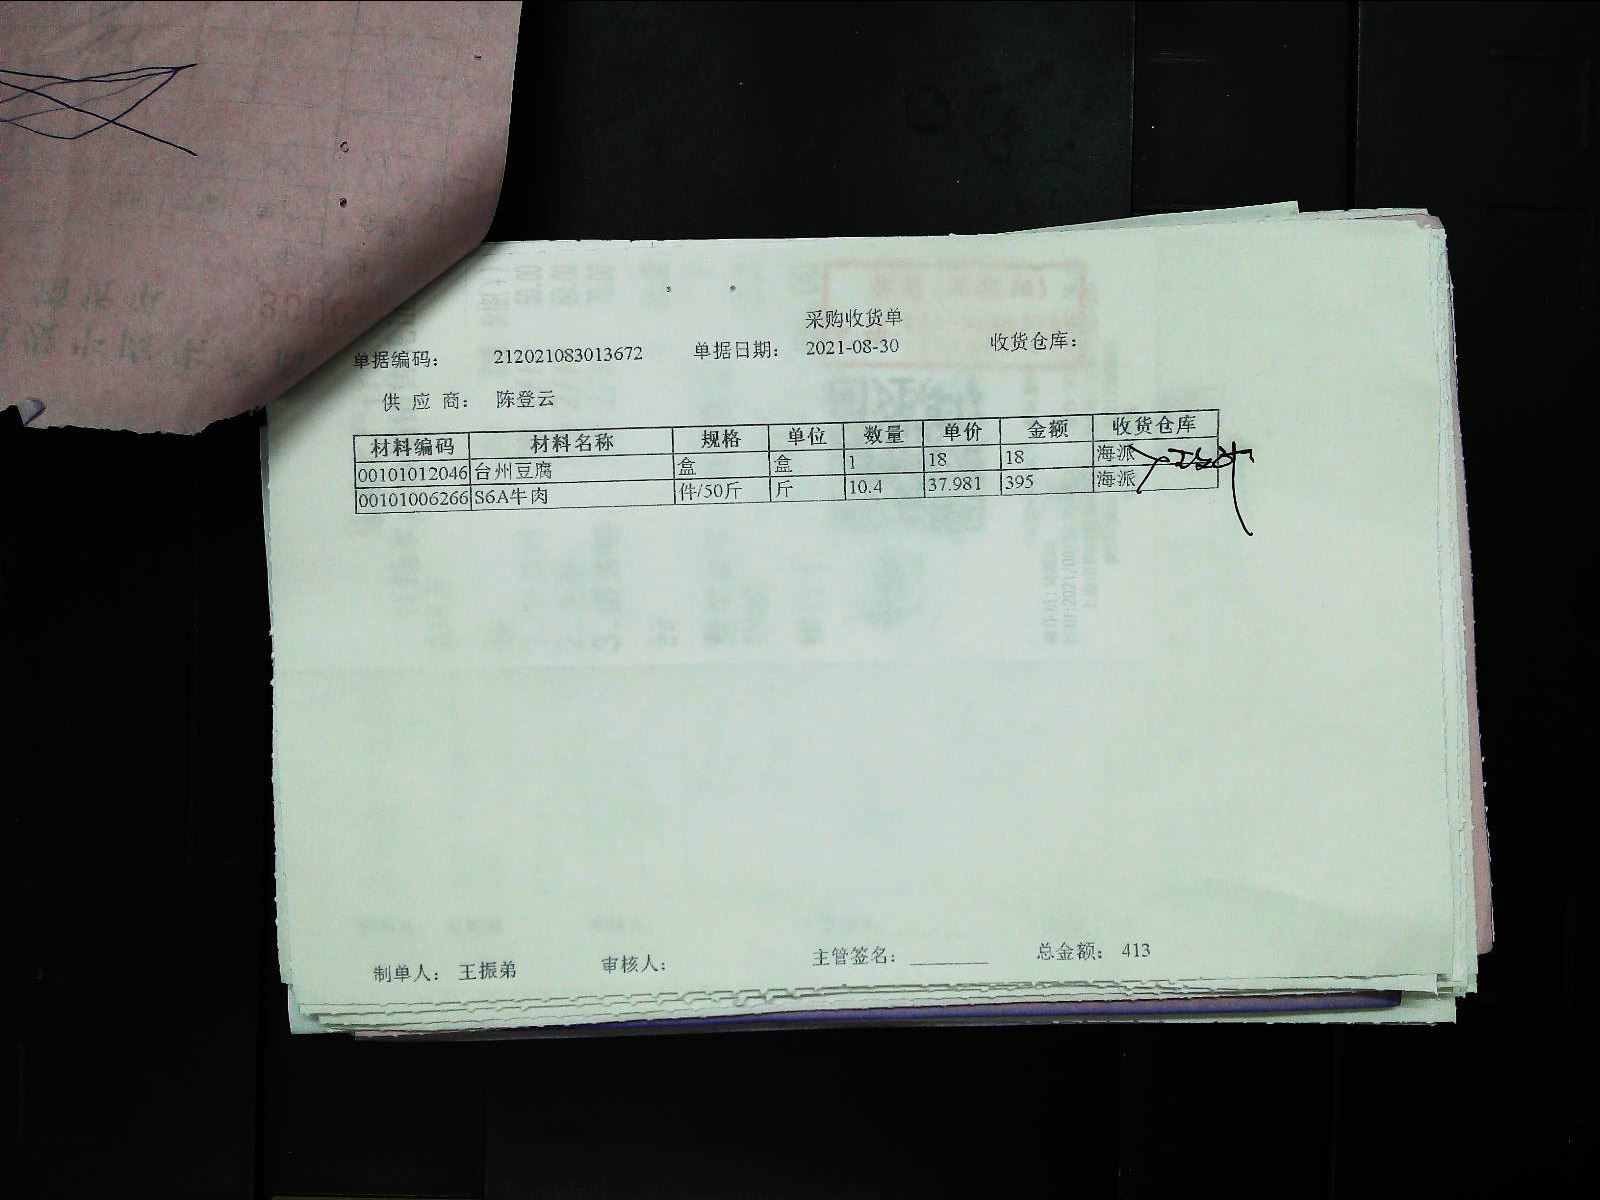 采购收货单
单据编码： 212021083013672 单据日期： 2021-08-30 收货仓库：
供 应 商： 陈登云
材料编码 材料名称 规格 单位 数量 单价 金额 收货仓库
00101012046 台州豆腐 盒 盒 1 18 18 海派
00101006266 S6A牛肉 件/50斤 斤 10.4 37.981 395 海派
制单人： 王振弟 审核人： 主管签名： ________ 总金额： 413